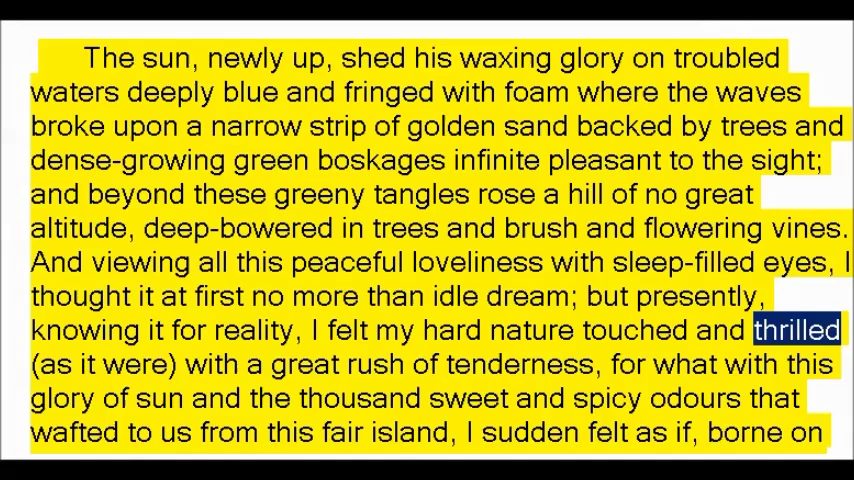 The sun, newly up, shed his waxing glory on troubled
waters deeply blue and fringed with foam where the waves
broke upon a narrow strip of golden sand backed by trees and
dense-growing green boskages infinite pleasant to the sight;
and beyond these greeny tangles rose a hill of no great
altitude, deep-bowered in trees and brush and flowering vines.
And viewing all this peaceful loveliness with sleep-filled eyes, I
thought it at first no more than idle dream; but presently,
knowing it for reality, I felt my hard nature touched and thrilled
(as it were) with a great rush of tenderness, for what with this
glory of sun and the thousand sweet and spicy odours that
wafted to us from this fair island, I sudden felt as if, borne on